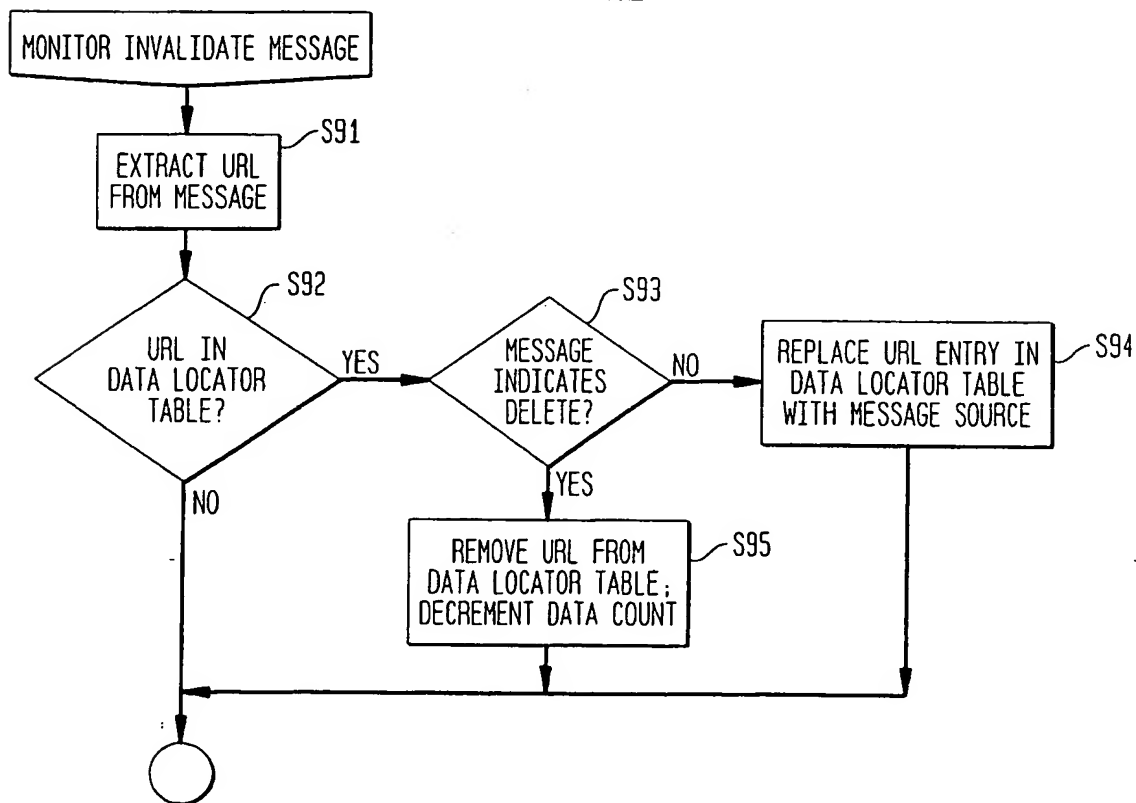 MONITOR INVALIDATE MESSAGE
S91
EXTRACT URL
FROM MESSAGE
S92
URL IN
DATA LOCATOR
TABLE?
YES
NO
S93
MESSAGE
INDICATES
DELETE?
NO
YES
S94
REPLACE URL ENTRY IN
DATA LOCATOR TABLE
WITH MESSAGE SOURCE
S95
REMOVE URL FROM
DATA LOCATOR TABLE;
DECREMENT DATA COUNT